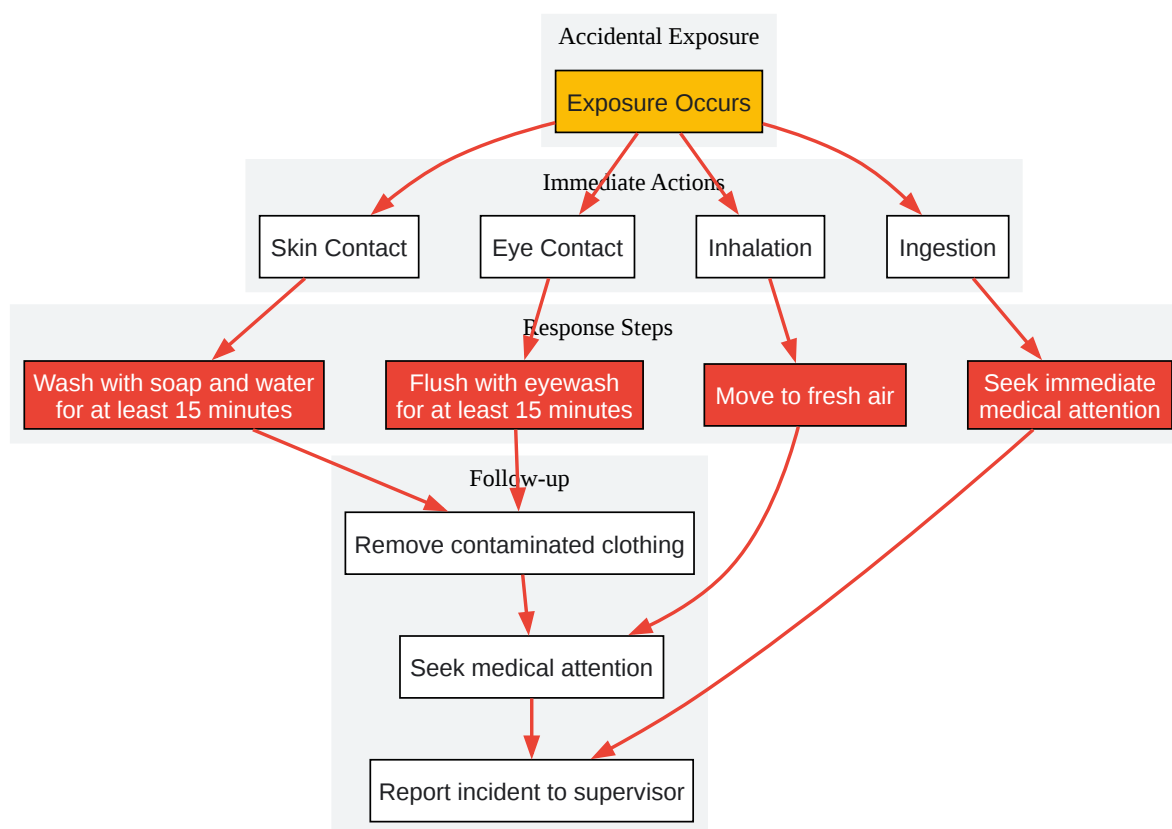 Accidental Exposure
Exposure Occurs
Immediate Actions
Skin Contact
Eye Contact
Inhalation
Ingestion
Response Steps
Wash with soap and water
for at least 15 minutes
Flush with eyewash
for at least 15 minutes
Move to fresh air
Seek immediate
medical attention
Follow-up
Remove contaminated clothing
Seek medical attention
Report incident to supervisor